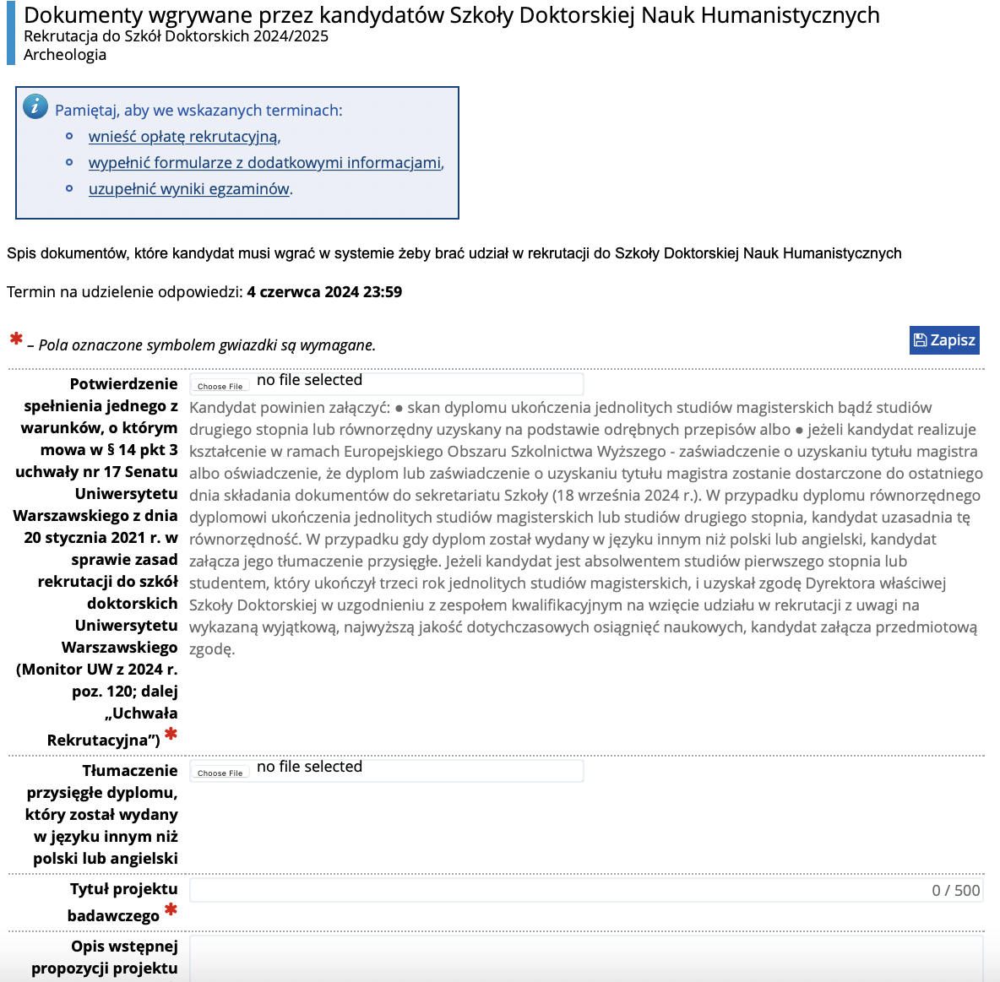 Dokumenty wgrywane przez kandydatów Szkoły Doktorskiej Nauk Humanistycznych
Rekrutacja do Szkół Doktorskich 2024/2025
Archeologia
Pamiętaj, aby we wskazanych terminach:
wnieść opłatę rekrutacyjną,
wypełnić formularze z dodatkowymi informacjami,
uzupełnić wyniki egzaminów.
Spis dokumentów, które kandydat musi wgrać w systemie żeby brać udział w rekrutacji do Szkoły Doktorskiej Nauk Humanistycznych
Termin na udzielenie odpowiedzi: 4 czerwca 2024 23:59
* – Pola oznaczone symbolem gwiazdki są wymagane.
Zapisz
Potwierdzenie
spełnienia jednego z
warunków, o którym
mowa w § 14 pkt 3
uchwały nr 17 Senatu
Uniwersytetu
Warszawskiego z dnia
20 stycznia 2021 r. w
sprawie zasad
rekrutacji do szkół
doktorskich
Uniwersytetu
Warszawskiego
(Monitor UW z 2024 r.
poz. 120; dalej
„Uchwała
Rekrutacyjna”) *
Choose File no file selected
Kandydat powinien załączyć: ● skan dyplomu ukończenia jednolitych studiów magisterskich bądź studiów
drugiego stopnia lub równorzędny uzyskany na podstawie odrębnych przepisów albo ● jeżeli kandydat realizuje
kształcenie w ramach Europejskiego Obszaru Szkolnictwa Wyższego - zaświadczenie o uzyskaniu tytułu magistra
albo oświadczenie, że dyplom lub zaświadczenie o uzyskaniu tytułu magistra zostanie dostarczone do ostatniego
dnia składania dokumentów do sekretariatu Szkoły (18 września 2024 r.). W przypadku dyplomu równorzędnego
dyplomowi ukończenia jednolitych studiów magisterskich lub studiów drugiego stopnia, kandydat uzasadnia tę
równorzędność. W przypadku gdy dyplom został wydany w języku innym niż polski lub angielski, kandydat
załącza jego tłumaczenie przysięgłe. Jeżeli kandydat jest absolwentem studiów pierwszego stopnia lub
studentem, który ukończył trzeci rok jednolitych studiów magisterskich, i uzyskał zgodę Dyrektora właściwej
Szkoły Doktorskiej w uzgodnieniu z zespołem kwalifikacyjnym na wzięcie udziału w rekrutacji z uwagi na
wykazaną wyjątkową, najwyższą jakość dotychczasowych osiągnięć naukowych, kandydat załącza przedmiotową
zgodę.
Tłumaczenie
przysięgłe dyplomu,
który został wydany
w języku innym niż
polski lub angielski
Choose File no file selected
Tytuł projektu
badawczego *
0 / 500
Opis wstępnej
propozycji projektu